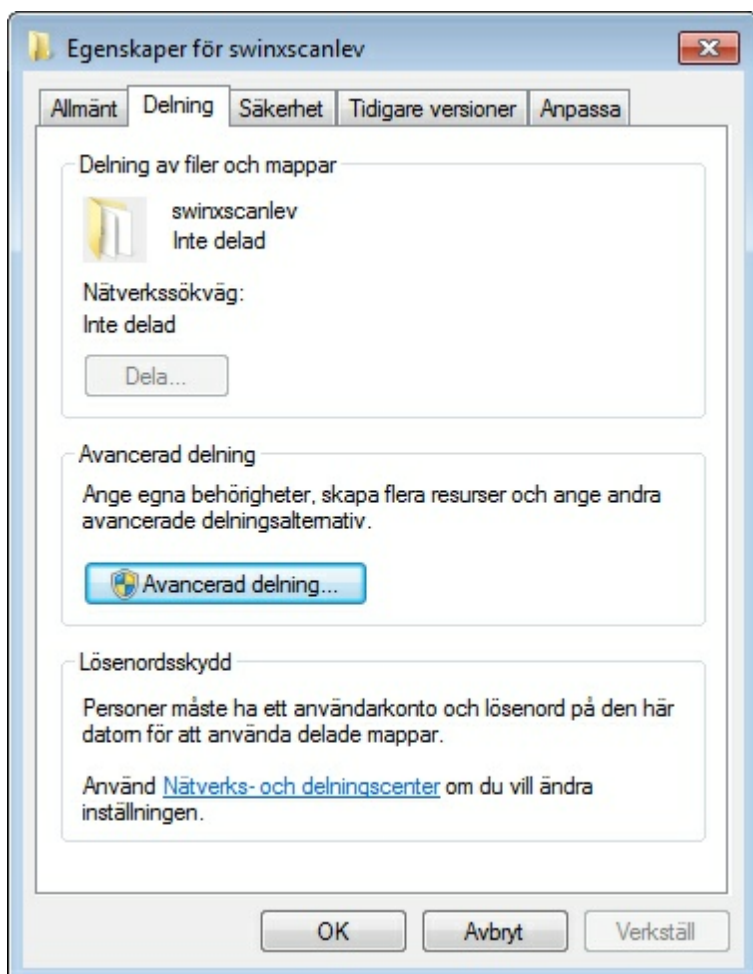 Egenskaper för swinxscanlev
Allmänt Delning Säkerhet Tidigare versioner Anpassa
Delning av filer och mappar
swinxscanlev
Inte delad
Nätverkssökväg:
Inte delad
Dela...
Avancerad delning
Ange egna behörigheter, skapa flera resurser och ange andra
avancerade delningsalternativ.
Avancerad delning...
Lösenordsskydd
Personer måste ha ett användarkonto och lösenord på den här
datorn för att använda delade mappar.
Använd Nätverks- och delningscenter om du vill ändra
inställningen.
OK Avbryt Verkställ